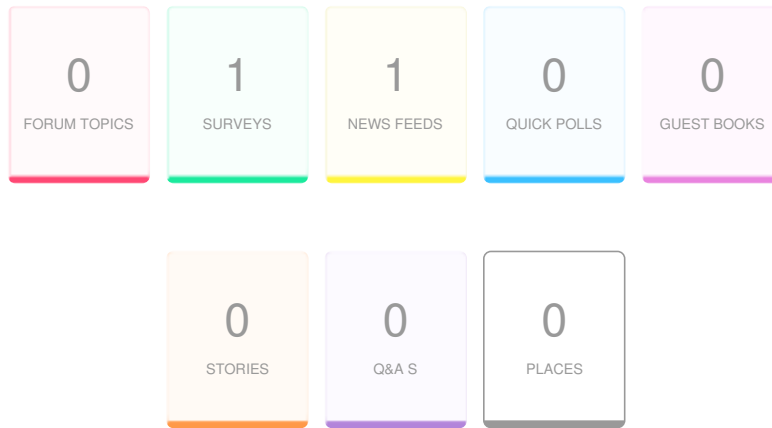 0 1 1 0 0
FORUM TOPICS SURVEYS NEWS FEEDS QUICK POLLS GUEST BOOKS
0 0 0
STORIES Q&A S PLACES